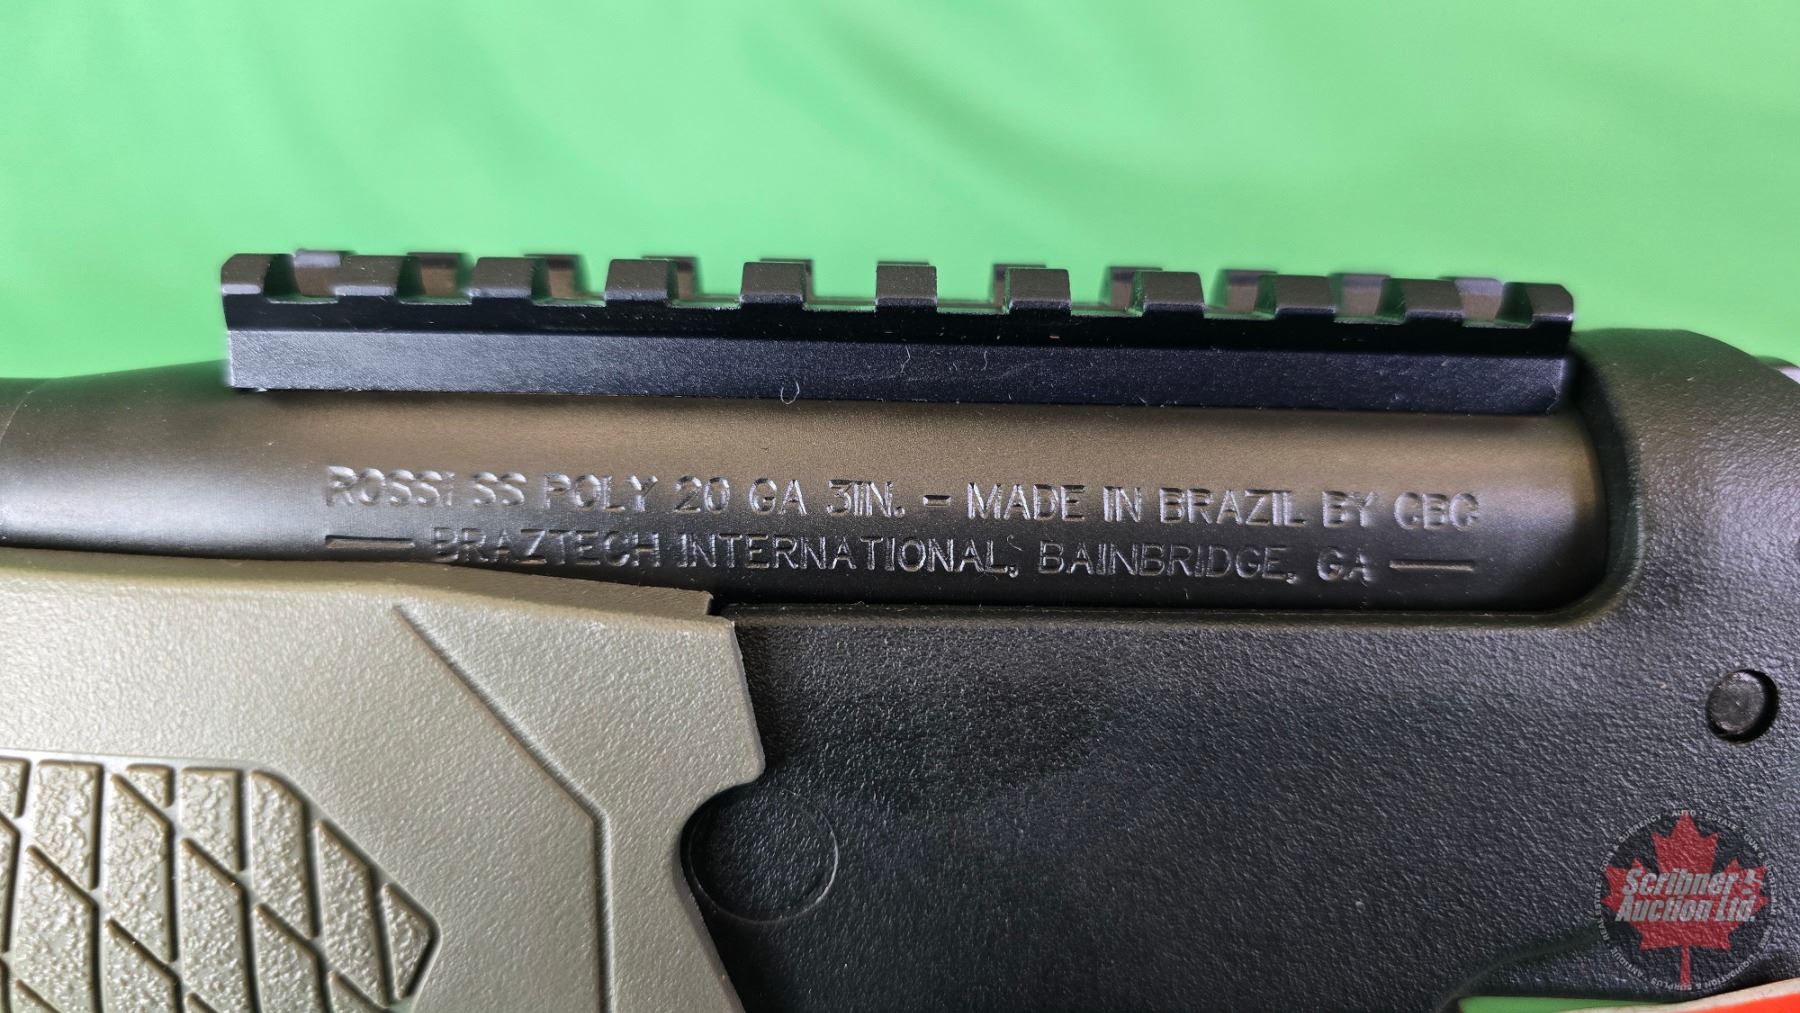 ROSSI SS POLY 20 GA 3IN. - MADE IN BRAZIL BY CBC
BRAZTECH INTERNATIONAL, BAINBRIDGE, GA
Scribner
Auction Ltd.